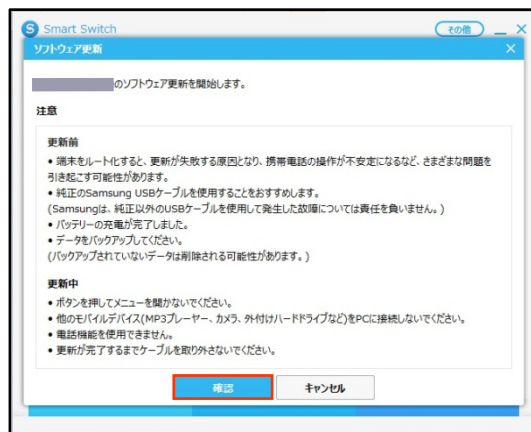 S Smart Switch
その他
ソフトウェア更新
のソフトウェア更新を開始します。
注意
更新前
• 端末をルート化すると、更新が失敗する原因となり、携帯電話の操作が不安定になるなど、さまざまな問題を
引き起こす可能性があります。
• 純正のSamsung USBケーブルを使用することをおすすめします。
(Samsungは、純正以外のUSBケーブルを使用して発生した故障については責任を負いません。)
• バッテリーの充電が完了しました。
• データをバックアップしてください。
(バックアップされていないデータは削除される可能性があります。)
更新中
• ボタンを押してメニューを開かないでください。
• 他のモバイルデバイス(MP3プレーヤー、カメラ、外付けハードドライブなど)をPCに接続しないでください。
• 電話機能を使用できません。
• 更新が完了するまでケーブルを取り外さないでください。
確認
キャンセル